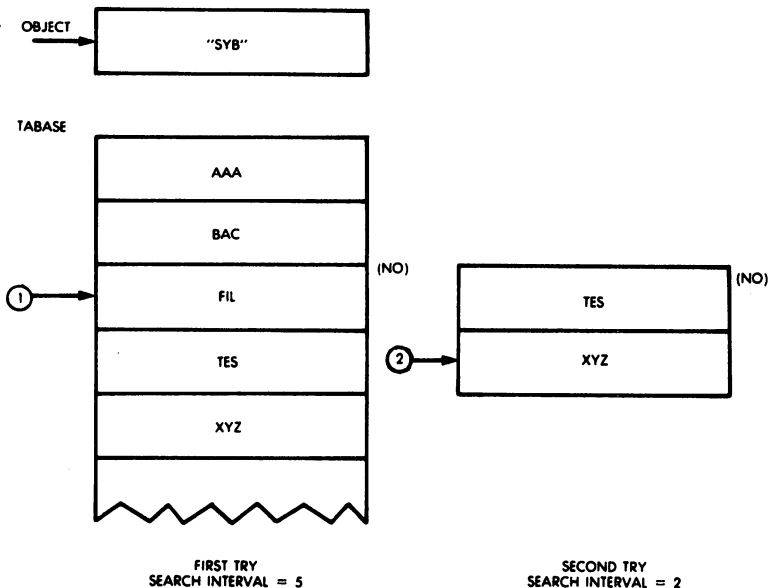 OBJECT
"SYB"
TABASE
AAA
BAC
(NO)
1
FIL
TES
XYZ
(NO)
TES
2
XYZ
FIRST TRY
SEARCH INTERVAL = 5
SECOND TRY
SEARCH INTERVAL = 2